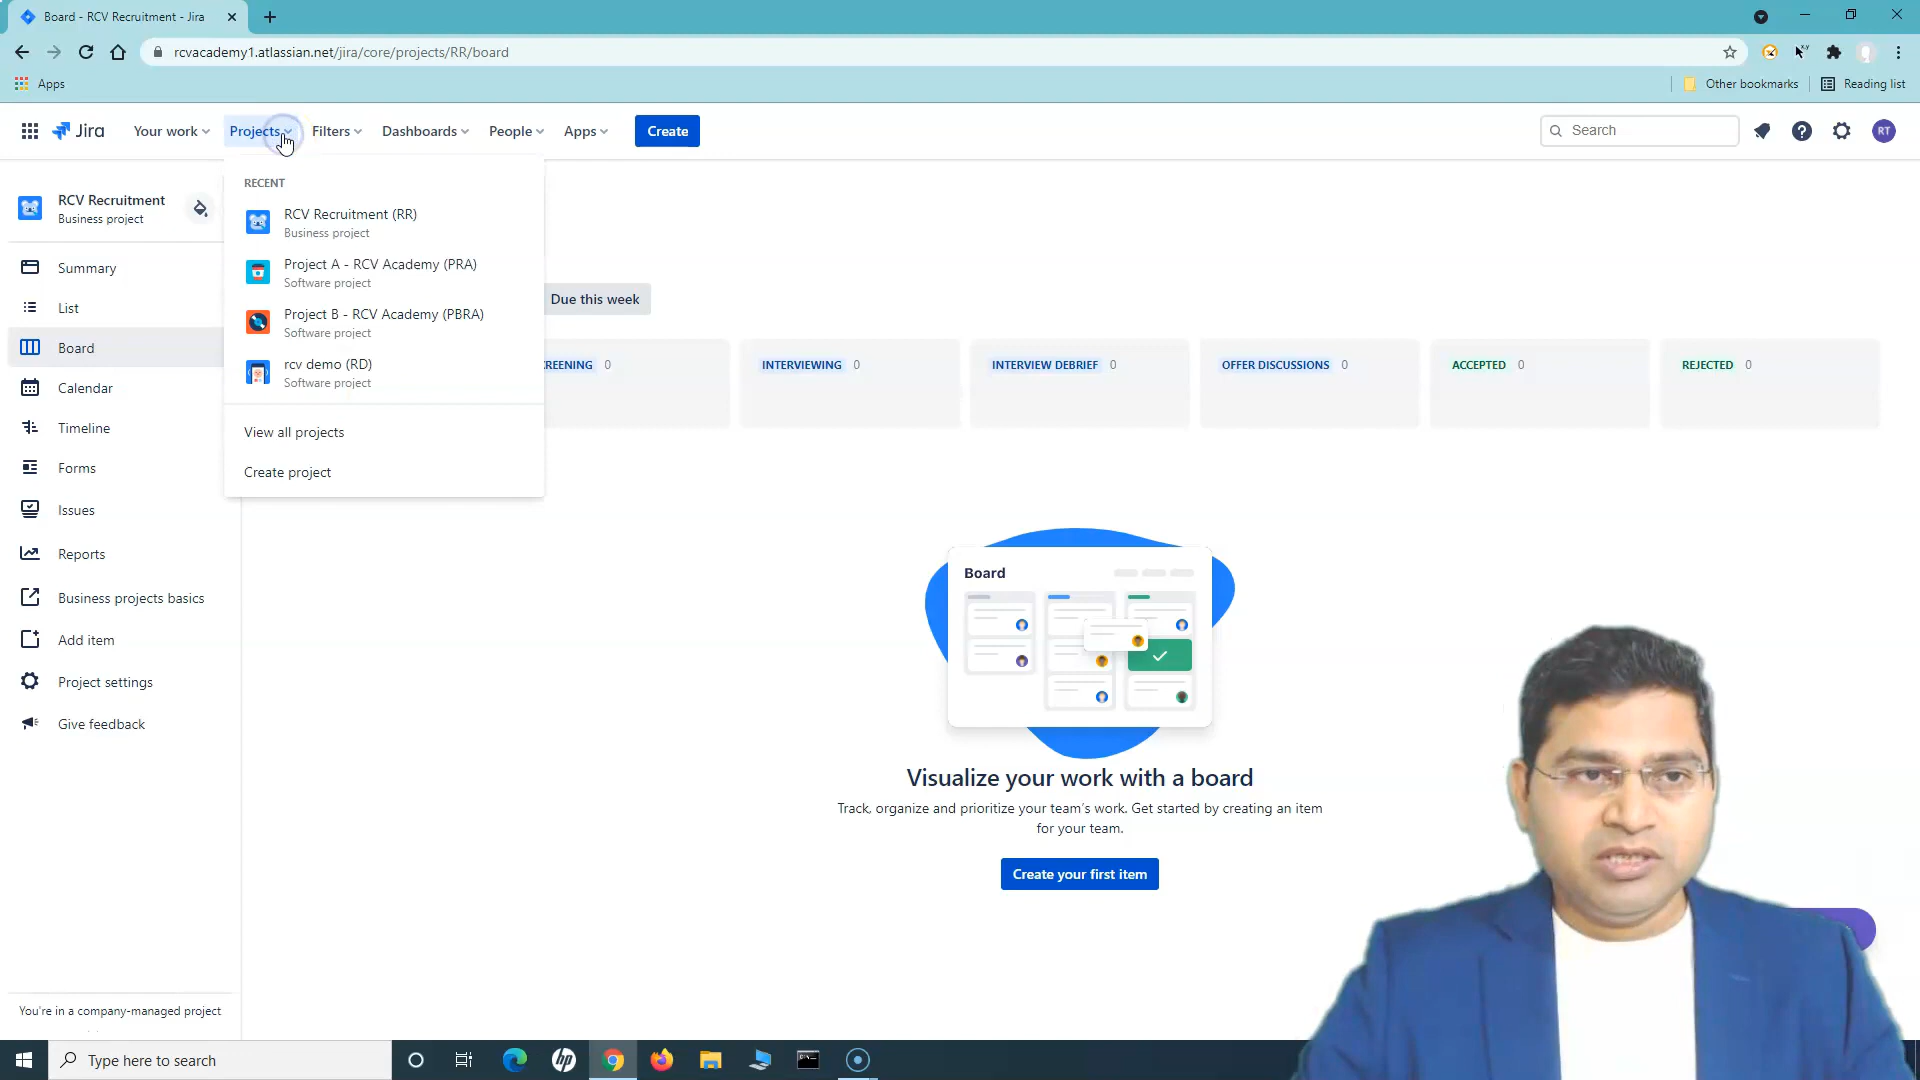 Board - RCV Recruitment - Jira
rcvacademy1.atlassian.net/jira/core/projects/RR/board
Apps
Other bookmarks
Reading list
Jira
Your work
Projects
Filters
Dashboards
People
Apps
Create
Search
RT
RCV Recruitment
Business project
Summary
List
Board
Calendar
Timeline
Forms
Issues
Reports
Business projects basics
Add item
Project settings
Give feedback
You're in a company-managed project
RECENT
RCV Recruitment (RR)
Business project
Project A - RCV Academy (PRA)
Software project
Project B - RCV Academy (PBRA)
Software project
rcv demo (RD)
Software project
View all projects
Create project
Due this week
REENING 0
INTERVIEWING 0
INTERVIEW DEBRIEF 0
OFFER DISCUSSIONS 0
ACCEPTED 0
REJECTED 0
Board
Visualize your work with a board
Track, organize and prioritize your team's work. Get started by creating an item
for your team.
Create your first item
Type here to search
hp